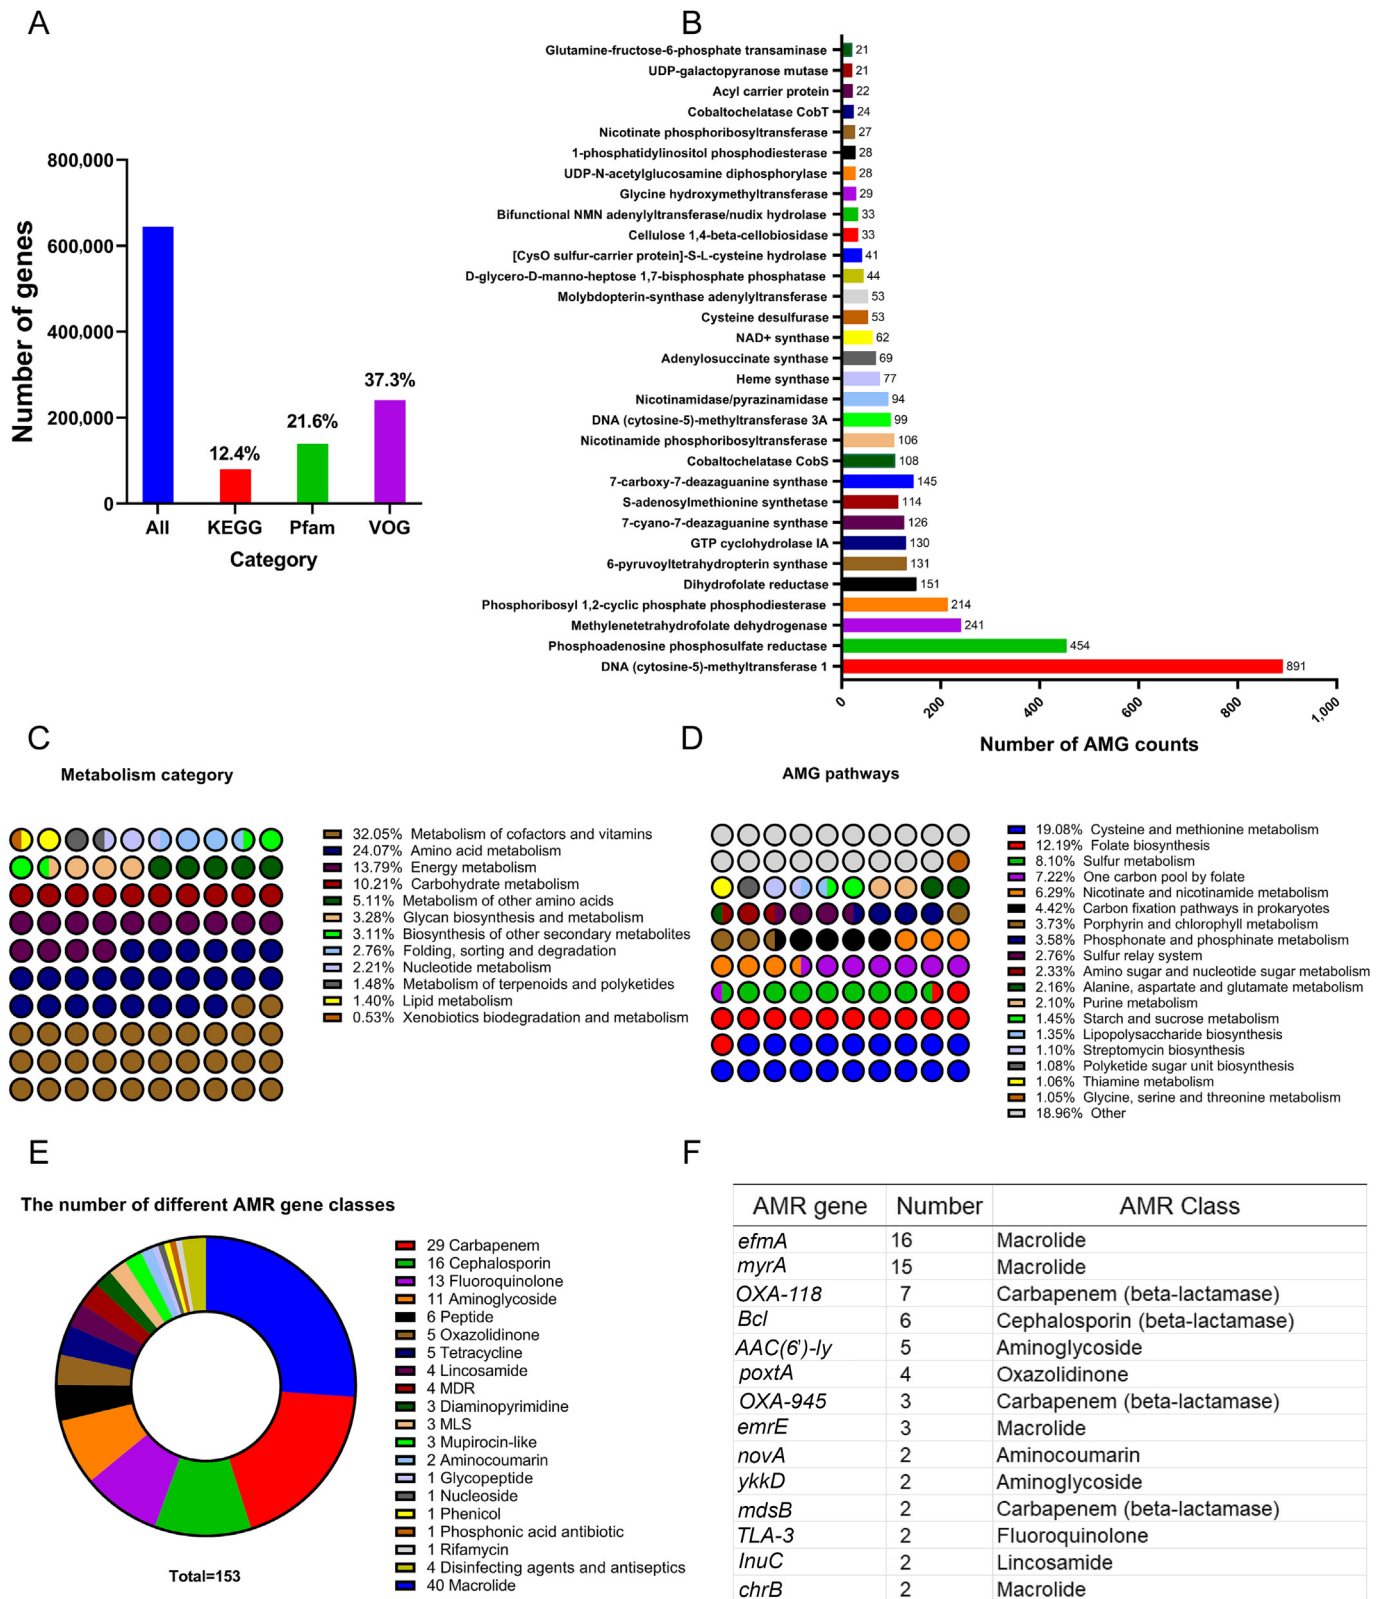 A
800,000
600,000
400,000
200,000
0
Number of genes
12.4%
21.6%
37.3%
All KEGG Pfam VOG
Category
B
Glutamine-fructose-6-phosphate transaminase 21
UDP-galactopyranose mutase 21
Acyl carrier protein 22
Cobaltochelatase CobT 24
Nicotinate phosphoribosyltransferase 27
1-phosphatidylinositol phosphodiesterase 28
UDP-N-acetylglucosamine diphosphorylase 28
Glycine hydroxymethyltransferase 29
Bifunctional NMN adenylyltransferase/nudix hydrolase 33
Cellulose 1,4-beta-cellobiosidase 33
[CysO sulfur-carrier protein]-S-L-cysteine hydrolase 41
D-glycero-D-manno-heptose 1,7-bisphosphate phosphatase 44
Molybdopterin-synthase adenylyltransferase 53
Cysteine desulfurase 53
NAD+ synthase 62
Adenylosuccinate synthase 69
Heme synthase 77
Nicotinamidase/pyrazinamidase 94
DNA (cytosine-5)-methyltransferase 3A 99
Nicotinamide phosphoribosyltransferase 106
Cobaltochelatase CobS 108
7-carboxy-7-deazaguanine synthase 145
S-adenosylmethionine synthetase 114
7-cyano-7-deazaguanine synthase 126
GTP cyclohydrolase IA 130
6-pyruvoyltetrahydropterin synthase 131
Dihydrofolate reductase 151
Phosphoribosyl 1,2-cyclic phosphate phosphodiesterase 214
Methylenetetrahydrofolate dehydrogenase 241
Phosphoadenosine phosphosulfate reductase 454
DNA (cytosine-5)-methyltransferase 1 891
0 200 400 600 800 1,000
Number of AMG counts
C
Metabolism category
32.05% Metabolism of cofactors and vitamins
24.07% Amino acid metabolism
13.79% Energy metabolism
10.21% Carbohydrate metabolism
5.11% Metabolism of other amino acids
3.28% Glycan biosynthesis and metabolism
3.11% Biosynthesis of other secondary metabolites
2.76% Folding, sorting and degradation
2.21% Nucleotide metabolism
1.48% Metabolism of terpenoids and polyketides
1.40% Lipid metabolism
0.53% Xenobiotics biodegradation and metabolism
D
AMG pathways
19.08% Cysteine and methionine metabolism
12.19% Folate biosynthesis
8.10% Sulfur metabolism
7.22% One carbon pool by folate
6.29% Nicotinate and nicotinamide metabolism
4.42% Carbon fixation pathways in prokaryotes
3.73% Porphyrin and chlorophyll metabolism
3.58% Phosphonate and phosphinate metabolism
2.76% Sulfur relay system
2.33% Amino sugar and nucleotide sugar metabolism
2.16% Alanine, aspartate and glutamate metabolism
2.10% Purine metabolism
1.45% Starch and sucrose metabolism
1.35% Lipopolysaccharide biosynthesis
1.10% Streptomycin biosynthesis
1.08% Polyketide sugar unit biosynthesis
1.06% Thiamine metabolism
1.05% Glycine, serine and threonine metabolism
18.96% Other
E
The number of different AMR gene classes
29 Carbapenem
16 Cephalosporin
13 Fluoroquinolone
11 Aminoglycoside
6 Peptide
5 Oxazolidinone
5 Tetracycline
4 Lincosamide
4 MDR
3 Diaminopyrimidine
3 MLS
3 Mupirocin-like
2 Aminocoumarin
1 Glycopeptide
1 Nucleoside
1 Phenicol
1 Phosphonic acid antibiotic
1 Rifamycin
4 Disinfecting agents and antiseptics
40 Macrolide
Total=153
F
AMR gene Number AMR Class
efmA 16 Macrolide
myrA 15 Macrolide
OXA-118 7 Carbapenem (beta-lactamase)
Bcl 6 Cephalosporin (beta-lactamase)
AAC(6')-ly 5 Aminoglycoside
poxtA 4 Oxazolidinone
OXA-945 3 Carbapenem (beta-lactamase)
emrE 3 Macrolide
novA 2 Aminocoumarin
ykkD 2 Aminoglycoside
mdsB 2 Carbapenem (beta-lactamase)
TLA-3 2 Fluoroquinolone
lnuC 2 Lincosamide
chrB 2 Macrolide